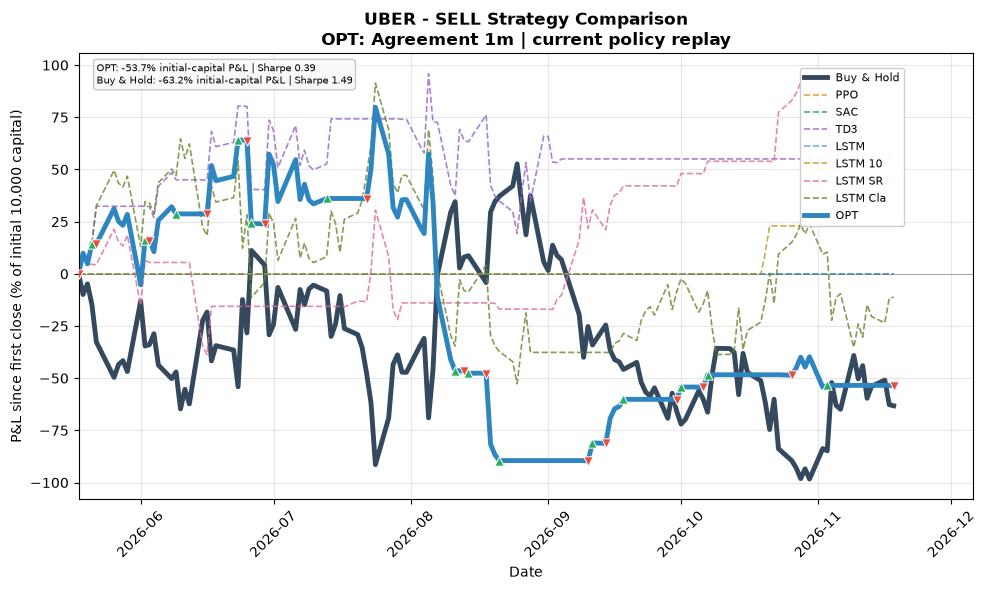 UBER - SELL Strategy Comparison
OPT: Agreement 1m | current policy replay
OPT: -53.7% initial-capital P&L | Sharpe 0.39
Buy & Hold: -63.2% initial-capital P&L | Sharpe 1.49
Buy & Hold
PPO
SAC
TD3
LSTM
LSTM 10
LSTM SR
LSTM Cla
OPT
P&L since first close (% of initial 10,000 capital)
100
75
50
25
0
−25
−50
−75
−100
2026-06
2026-07
2026-08
2026-09
2026-10
2026-11
2026-12
Date